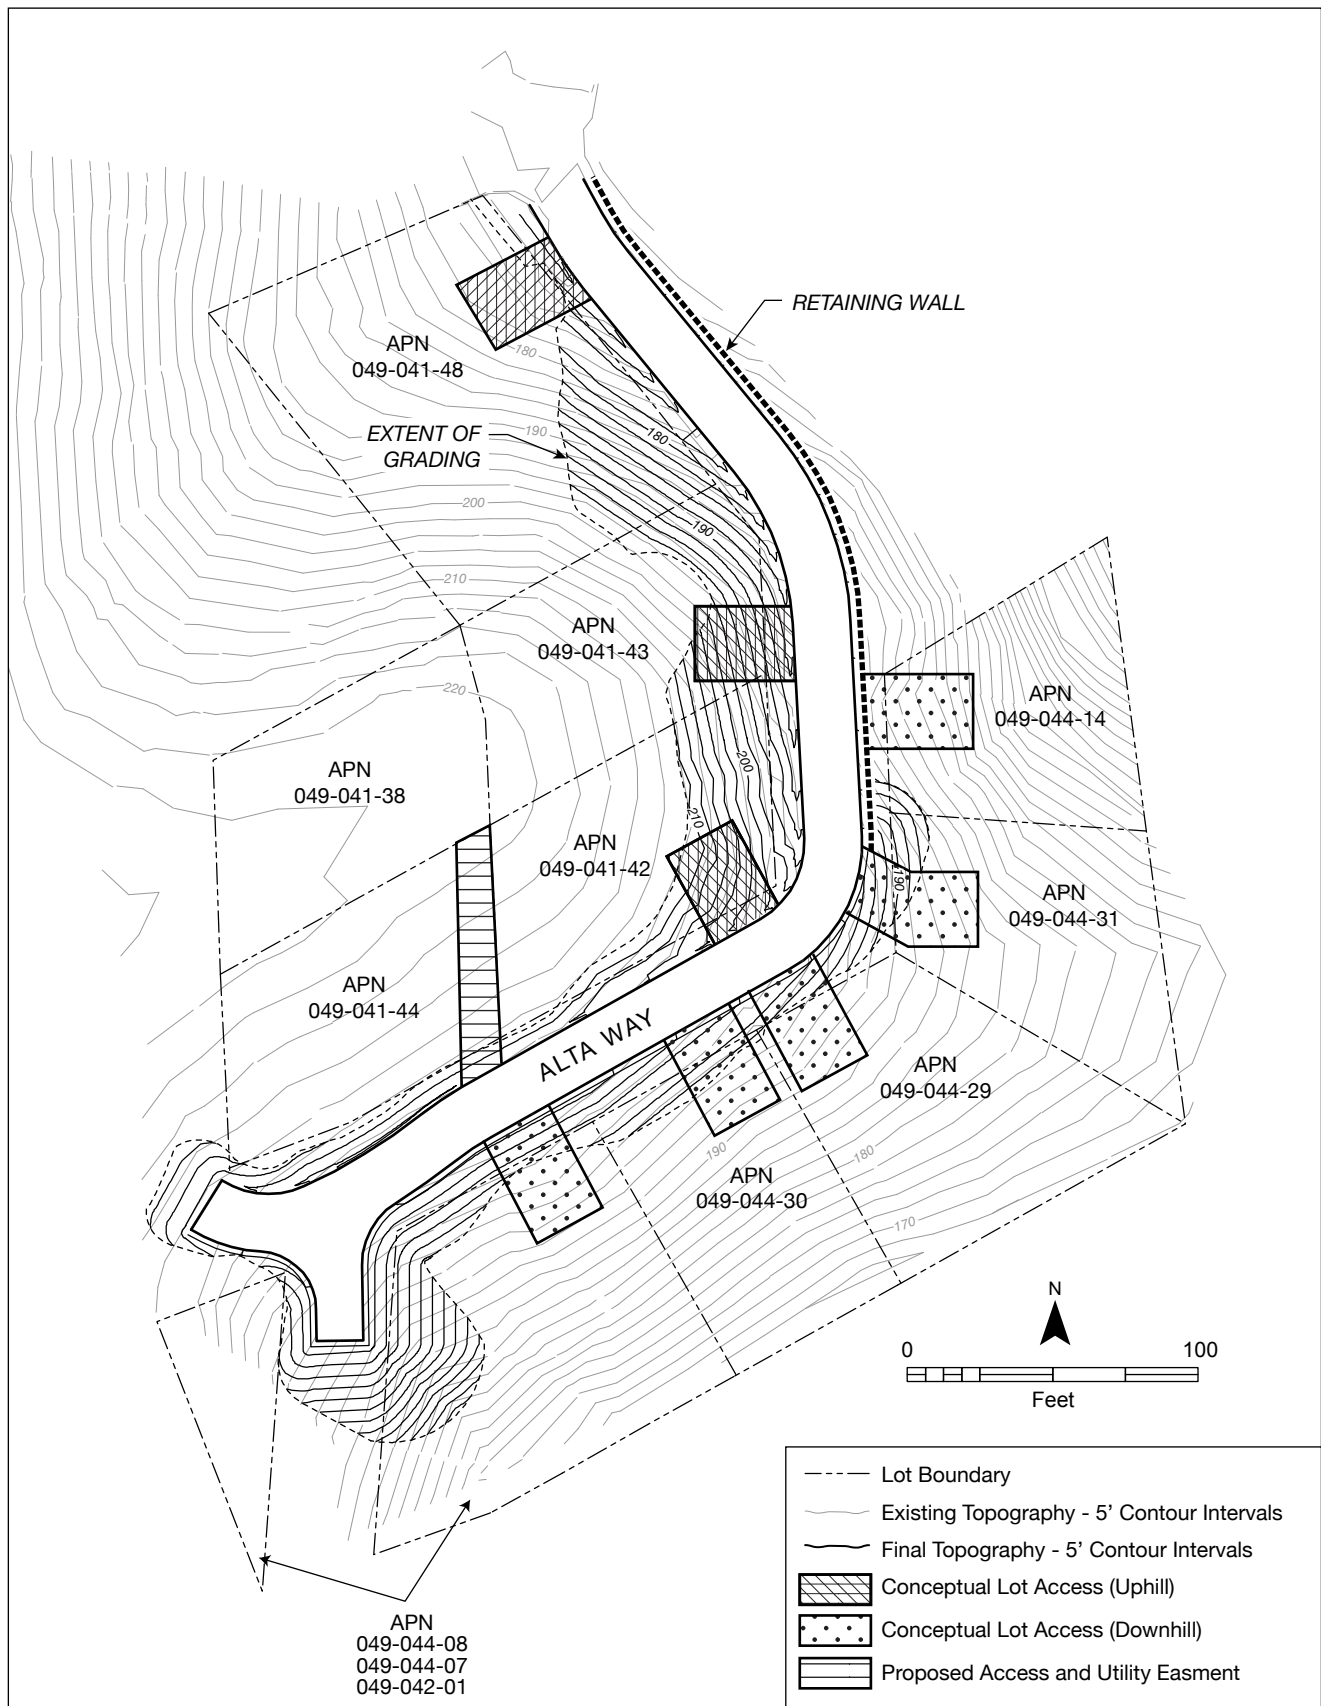 RETAINING WALL
APN
049-041-48
180
EXTENT OF
GRADING
190
180
200
190
210
APN
049-041-43
220
APN
049-044-14
200
APN
049-041-38
210
APN
049-041-42
190
APN
049-044-31
APN
049-041-44
ALTA WAY
APN
049-044-29
190
180
APN
049-044-30
170
N
0
100
Feet
Lot Boundary
Existing Topography - 5’ Contour Intervals
Final Topography - 5’ Contour Intervals
Conceptual Lot Access (Uphill)
Conceptual Lot Access (Downhill)
Proposed Access and Utility Easment
APN
049-044-08
049-044-07
049-042-01